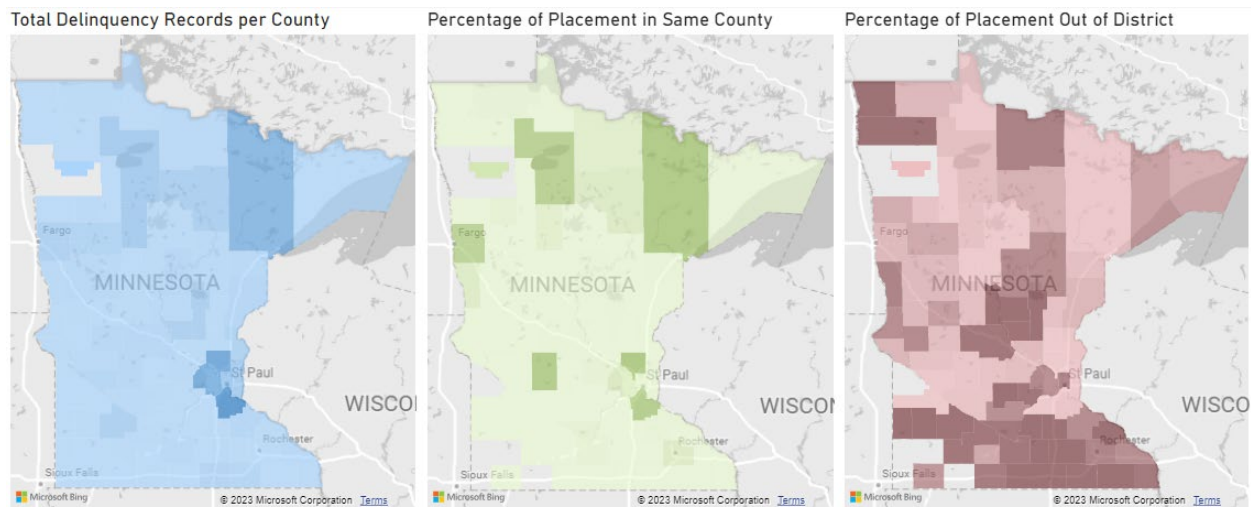 Total Delinquency Records per County
Percentage of Placement in Same County
Percentage of Placement Out of District
Fargo
MINNESOTA
St Paul
WISCON
Rochester
Sioux Falls
Microsoft Bing
© 2023 Microsoft Corporation Terms
Fargo
MINNESOTA
St Paul
WISCON
Rochester
Sioux Falls
Microsoft Bing
© 2023 Microsoft Corporation Terms
Fargo
MINNESOTA
St Paul
WISCO
Rochester
Sioux Falls
Microsoft Bing
© 2023 Microsoft Corporation Terms